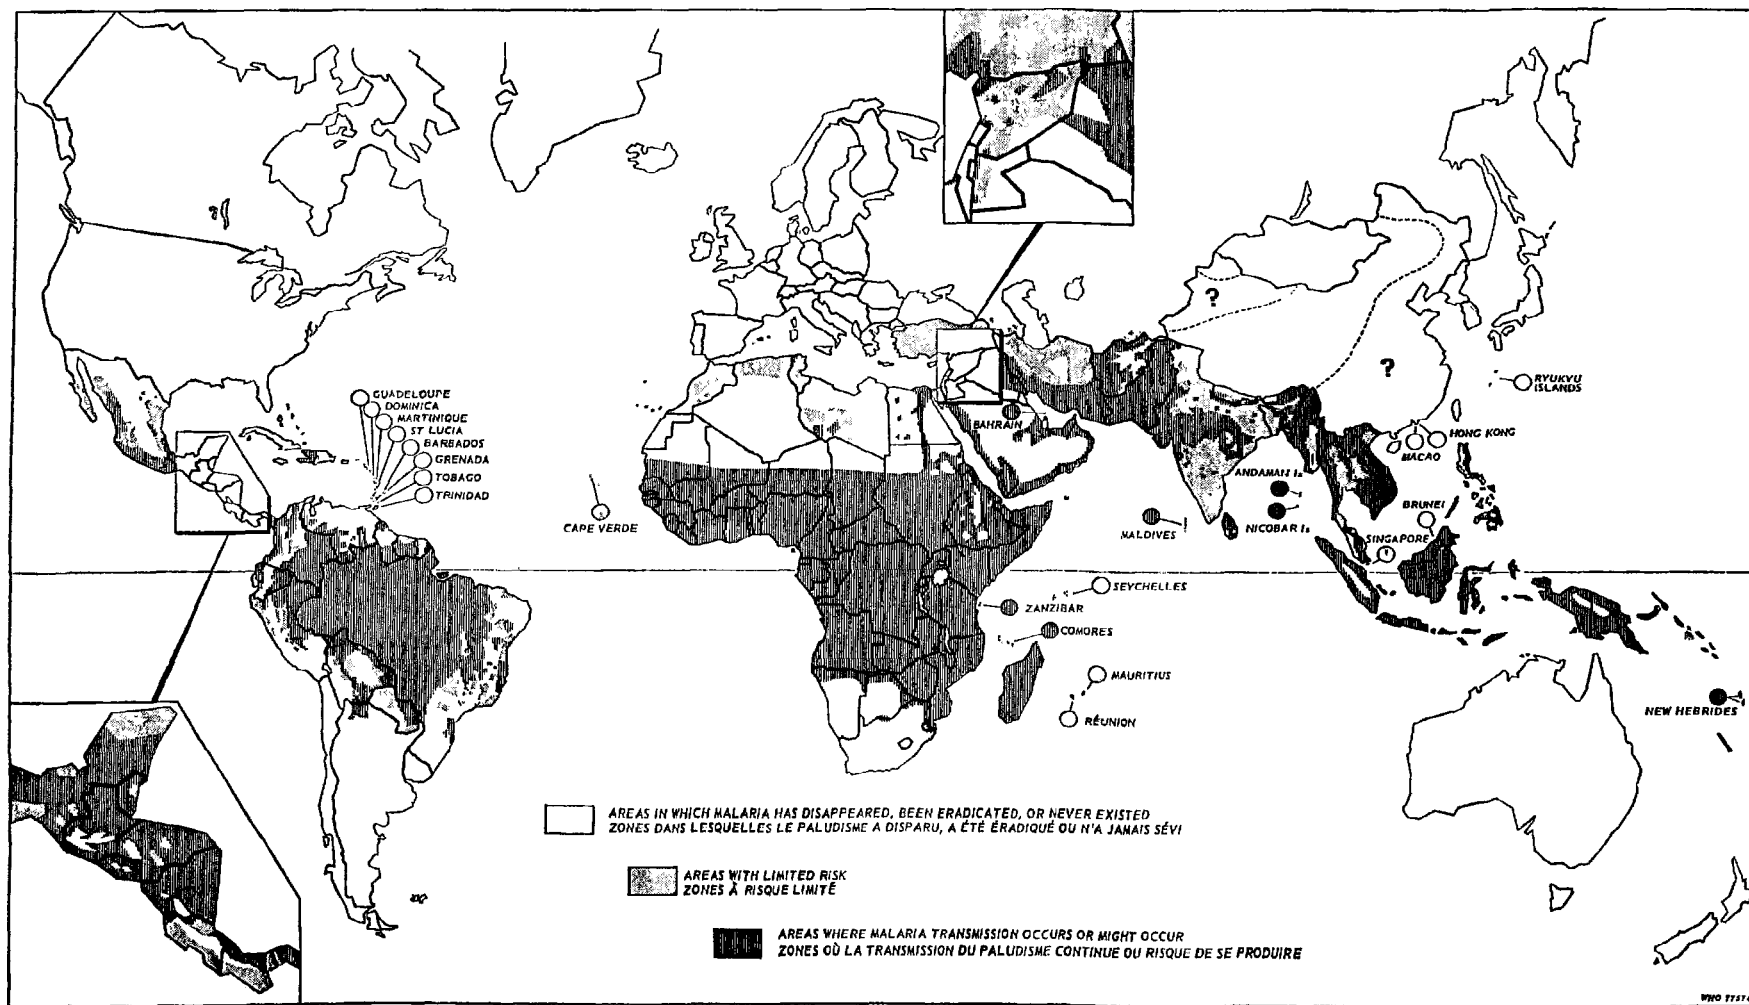 GUADELOUPE
DOMINICA
MARTINIQUE
ST LUCIA
BARBADOS
GRENADA
TOBAGO
TRINIDAD
CAPE VERDE
BAHRAIN
?
?
RYUKYU
ISLANDS
HONG KONG
MACAO
ANDAMAN Is
NICOBAR Is
MALDIVES
BRUNEI
SINGAPORE
SEYCHELLES
ZANZIBAR
COMORES
MAURITIUS
RÉUNION
NEW HEBRIDES
AREAS IN WHICH MALARIA HAS DISAPPEARED, BEEN ERADICATED, OR NEVER EXISTED
ZONES DANS LESQUELLES LE PALUDISME A DISPARU, A ÉTÉ ÉRADIQUÉ OU N'A JAMAIS SÉVI
AREAS WITH LIMITED RISK
ZONES À RISQUE LIMITÉ
AREAS WHERE MALARIA TRANSMISSION OCCURS OR MIGHT OCCUR
ZONES OÙ LA TRANSMISSION DU PALUDISME CONTINUE OU RISQUE DE SE PRODUIRE
WHO